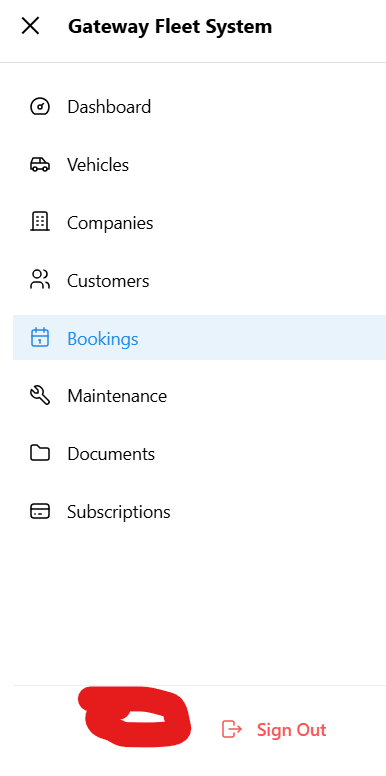 Gateway Fleet System
Dashboard
Vehicles
Companies
Customers
Bookings
Maintenance
Documents
Subscriptions
Sign Out